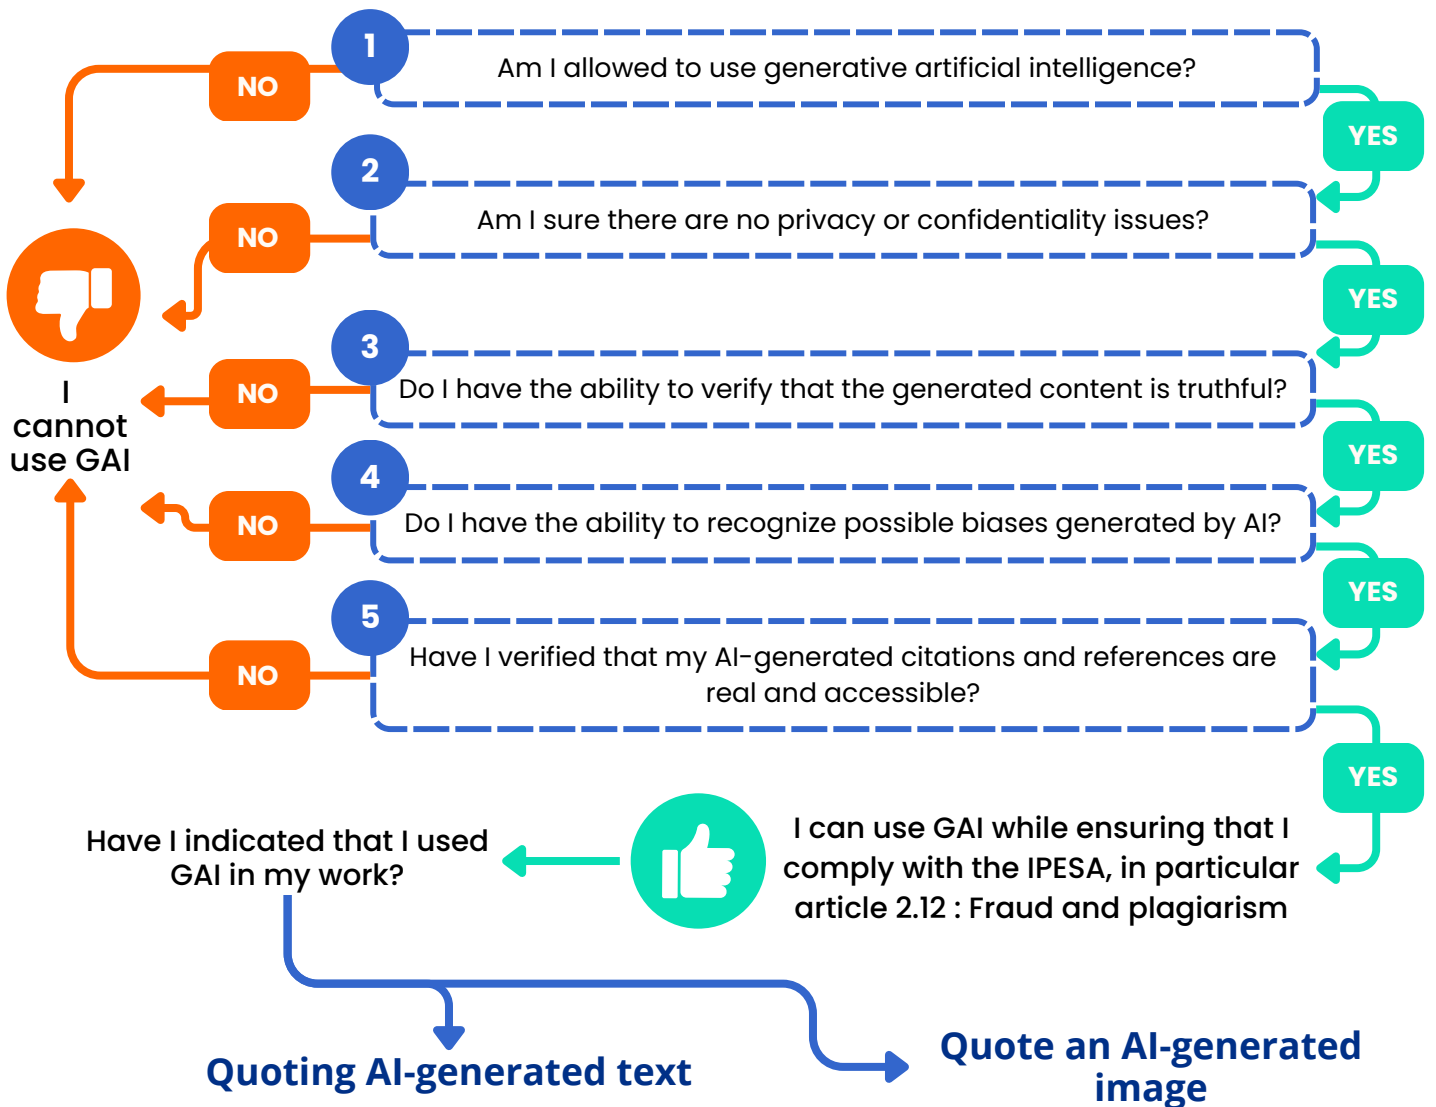 1
Am I allowed to use generative artificial intelligence?
NO
YES
2
Am I sure there are no privacy or confidentiality issues?
NO
YES
3
Do I have the ability to verify that the generated content is truthful?
NO
YES
I
cannot
use GAI
4
Do I have the ability to recognize possible biases generated by AI?
NO
YES
5
Have I verified that my AI-generated citations and references are
real and accessible?
NO
YES
I can use GAI while ensuring that I
comply with the IPESA, in particular
article 2.12 : Fraud and plagiarism
Have I indicated that I used
GAI in my work?
Quoting AI-generated text
Quote an AI-generated
image